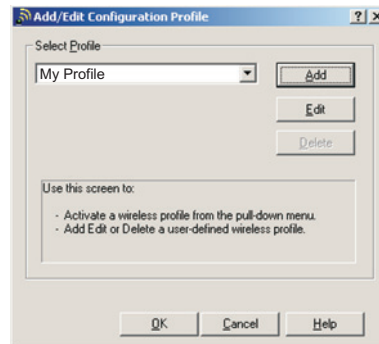 Add/Edit Configuration Profile
Select Profile
My Profile
Add
Edit
Delete
Use this screen to:
- Activate a wireless profile from the pull-down menu.
- Add Edit or Delete a user-defined wireless profile.
OK Cancel Help